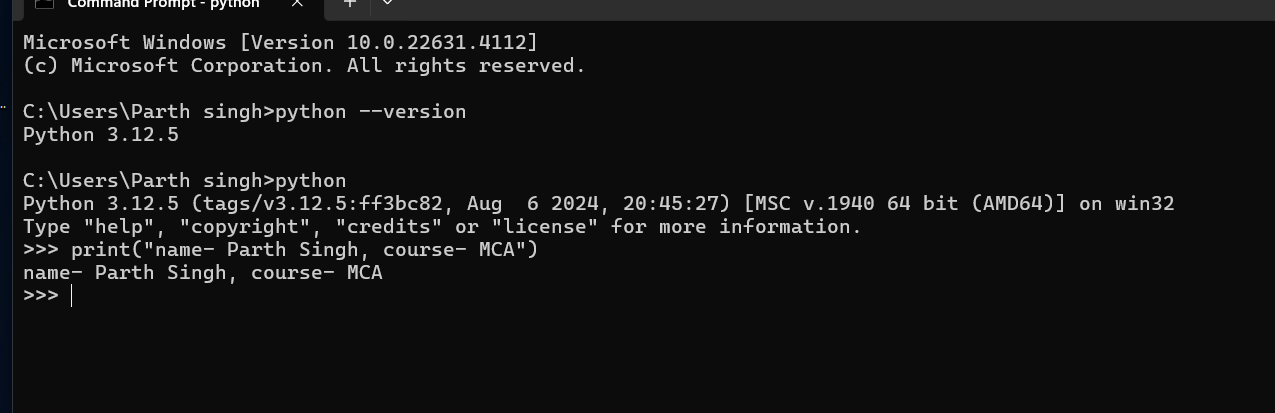 Command Prompt - python
Microsoft Windows [Version 10.0.22631.4112]
(c) Microsoft Corporation. All rights reserved.
C:\Users\Parth singh>python --version
Python 3.12.5
C:\Users\Parth singh>python
Python 3.12.5 (tags/v3.12.5:ff3bc82, Aug  6 2024, 20:45:27) [MSC v.1940 64 bit (AMD64)] on win32
Type "help", "copyright", "credits" or "license" for more information.
>>> print("name- Parth Singh, course- MCA")
name- Parth Singh, course- MCA
>>>